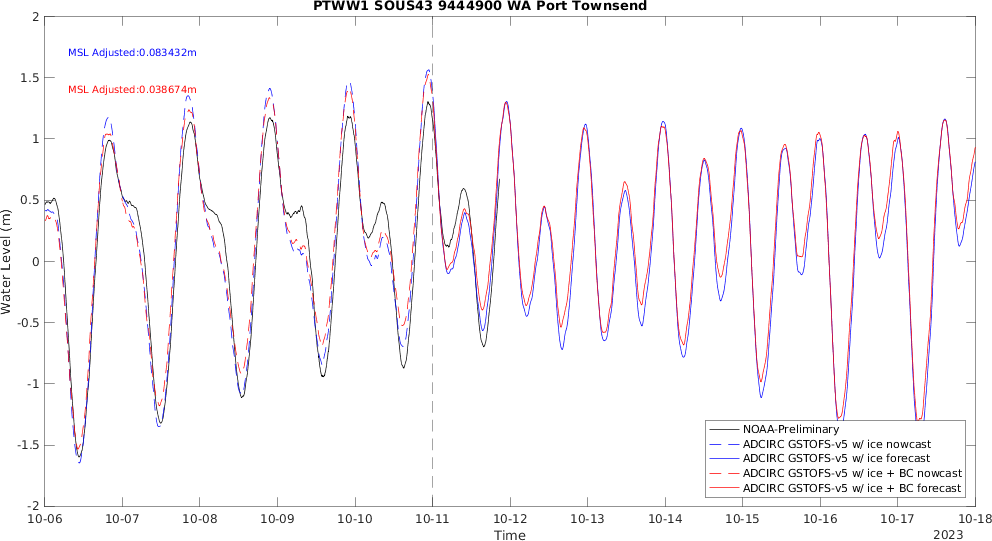 PTWW1 SOUS43 9444900 WA Port Townsend
MSL Adjusted:0.083432m
MSL Adjusted:0.038674m
Water Level (m)
2
1.5
1
0.5
0
-0.5
-1
-1.5
-2
NOAA-Preliminary
ADCIRC GSTOFS-v5 w/ ice nowcast
ADCIRC GSTOFS-v5 w/ ice forecast
ADCIRC GSTOFS-v5 w/ ice + BC nowcast
ADCIRC GSTOFS-v5 w/ ice + BC forecast
10-06 10-07 10-08 10-09 10-10 10-11 10-12 10-13 10-14 10-15 10-16 10-17 10-18
Time
2023